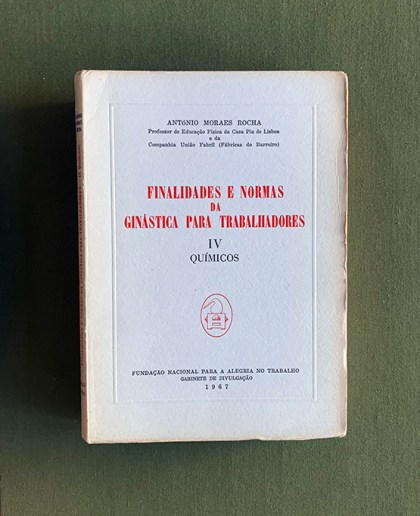 ANTÓNIO MORAES ROCHA
Professor de Educação Física da Casa Pia de Lisboa
e da
Companhia União Fabril (Fábricas do Barreiro)
FINALIDADES E NORMAS
DA
GINÁSTICA PARA TRABALHADORES
IV
QUÍMICOS
FUNDAÇÃO NACIONAL PARA A ALEGRIA NO TRABALHO
GABINETE DE DIVULGAÇÃO
1967